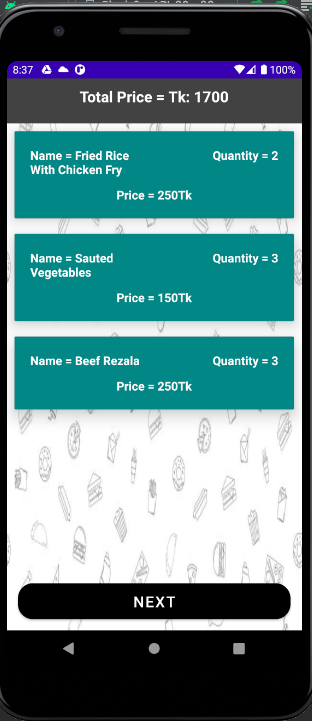 8:37 100%
Total Price = Tk: 1700
Name = Fried Rice Quantity = 2
With Chicken Fry
Price = 250Tk
Name = Sauted Quantity = 3
Vegetables
Price = 150Tk
Name = Beef Rezala Quantity = 3
Price = 250Tk
NEXT